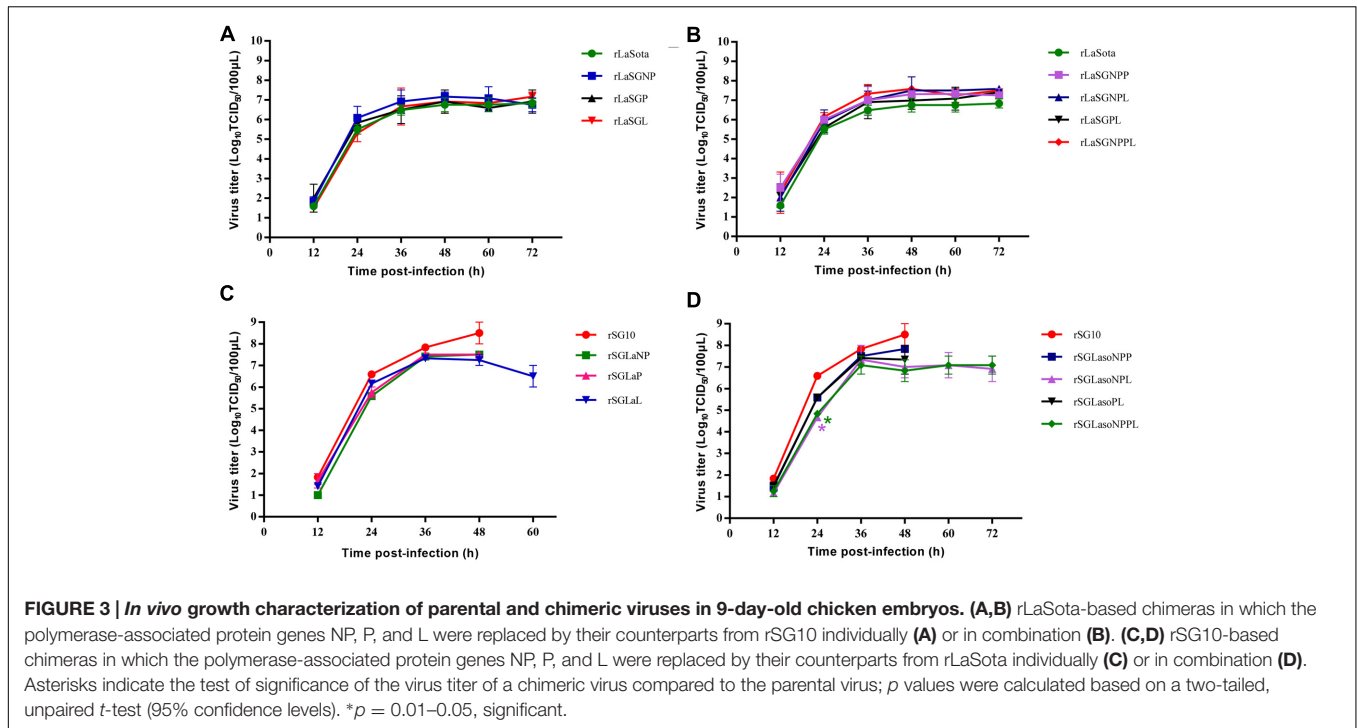 A
10
9
8
7
6
5
4
3
2
1
0
Virus titer (Log10TCID50/100µL)
0 12 24 36 48 60 72
Time post-infection (h)
rLaSota
rLaSGNP
rLaSGP
rLaSGL
B
10
9
8
7
6
5
4
3
2
1
0
Virus titer (Log10TCID50/100µL)
0 12 24 36 48 60 72
Time post-infection (h)
rLaSota
rLaSGNPP
rLaSGNPL
rLaSGPL
rLaSGNPPL
C
9
8
7
6
5
4
3
2
1
0
Virus titer (Log10TCID50/100µL)
0 12 24 36 48 60
Time post-infection (h)
rSG10
rSGLaNP
rSGLaP
rSGLaL
D
9
8
7
6
5
4
3
2
1
0
Virus titer (Log10TCID50/100µL)
* *
0 12 24 36 48 60 72
Time post-infection (h)
rSG10
rSGLasoNPP
rSGLasoNPL
rSGLasoPL
rSGLasoNPPL
FIGURE 3 | In vivo growth characterization of parental and chimeric viruses in 9-day-old chicken embryos. (A,B) rLaSota-based chimeras in which the
polymerase-associated protein genes NP, P, and L were replaced by their counterparts from rSG10 individually (A) or in combination (B). (C,D) rSG10-based
chimeras in which the polymerase-associated protein genes NP, P, and L were replaced by their counterparts from rLaSota individually (C) or in combination (D).
Asterisks indicate the test of significance of the virus titer of a chimeric virus compared to the parental virus; p values were calculated based on a two-tailed,
unpaired t-test (95% confidence levels). *p = 0.01–0.05, significant.